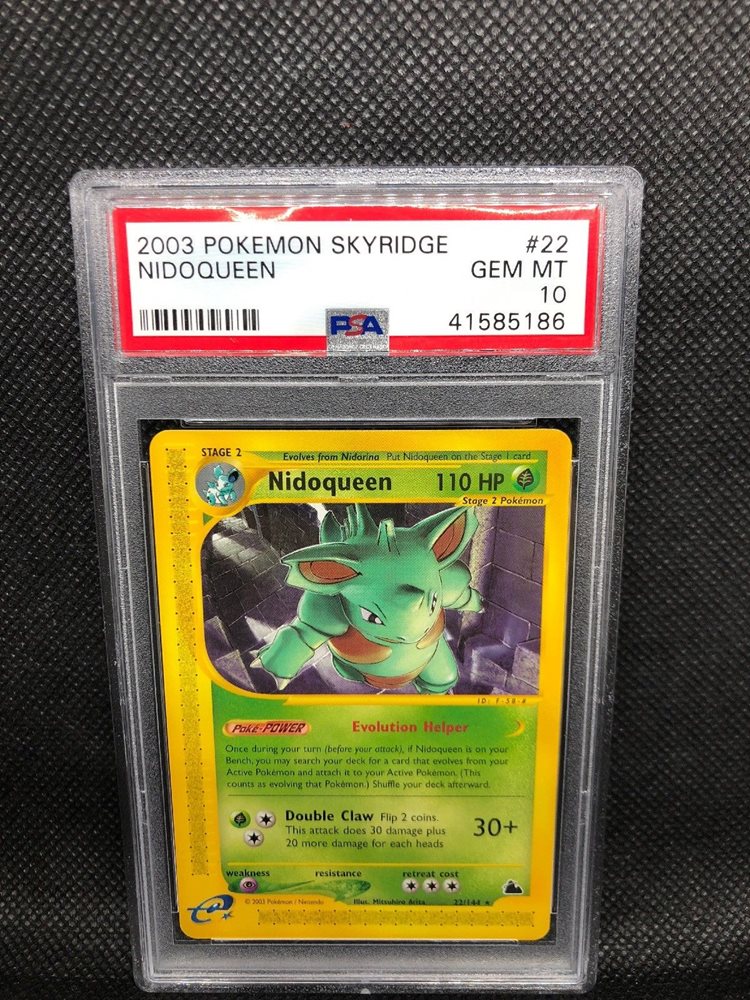 2003 POKEMON SKYRIDGE #22
NIDOQUEEN GEM MT
10
PSA 41585186
STAGE 2 Evolves from Nidorina Put Nidoqueen on the Stage 1 card
Nidoqueen 110 HP
Stage 2 Pokémon
Poké-POWER Evolution Helper
Once during your turn (before your attack), if Nidoqueen is on your
Bench, you may search your deck for a card that evolves from your
Active Pokémon and attach it to your Active Pokémon. (This
counts as evolving that Pokémon.) Shuffle your deck afterward.
Double Claw Flip 2 coins.
This attack does 30 damage plus
20 more damage for each heads
30+
weakness resistance retreat cost
e
© 2003 Pokémon / Nintendo Illus. Mitsuhiro Arita 22/144 ★